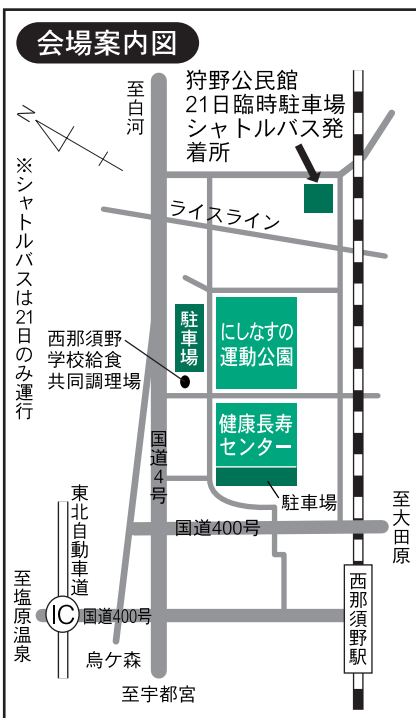 会場案内図
狩野公民館
21日臨時駐車場
シャトルバス発
着所
至白河
N
※シャトルバスは21日のみ運行
ライスライン
駐車場
にしなすの
運動公園
西那須野
学校給食
共同調理場
健康長寿
センター
国道4号
駐車場
東北自動車道
国道400号
至大田原
至塩原温泉
IC
国道400号
西那須野駅
烏ケ森
至宇都宮